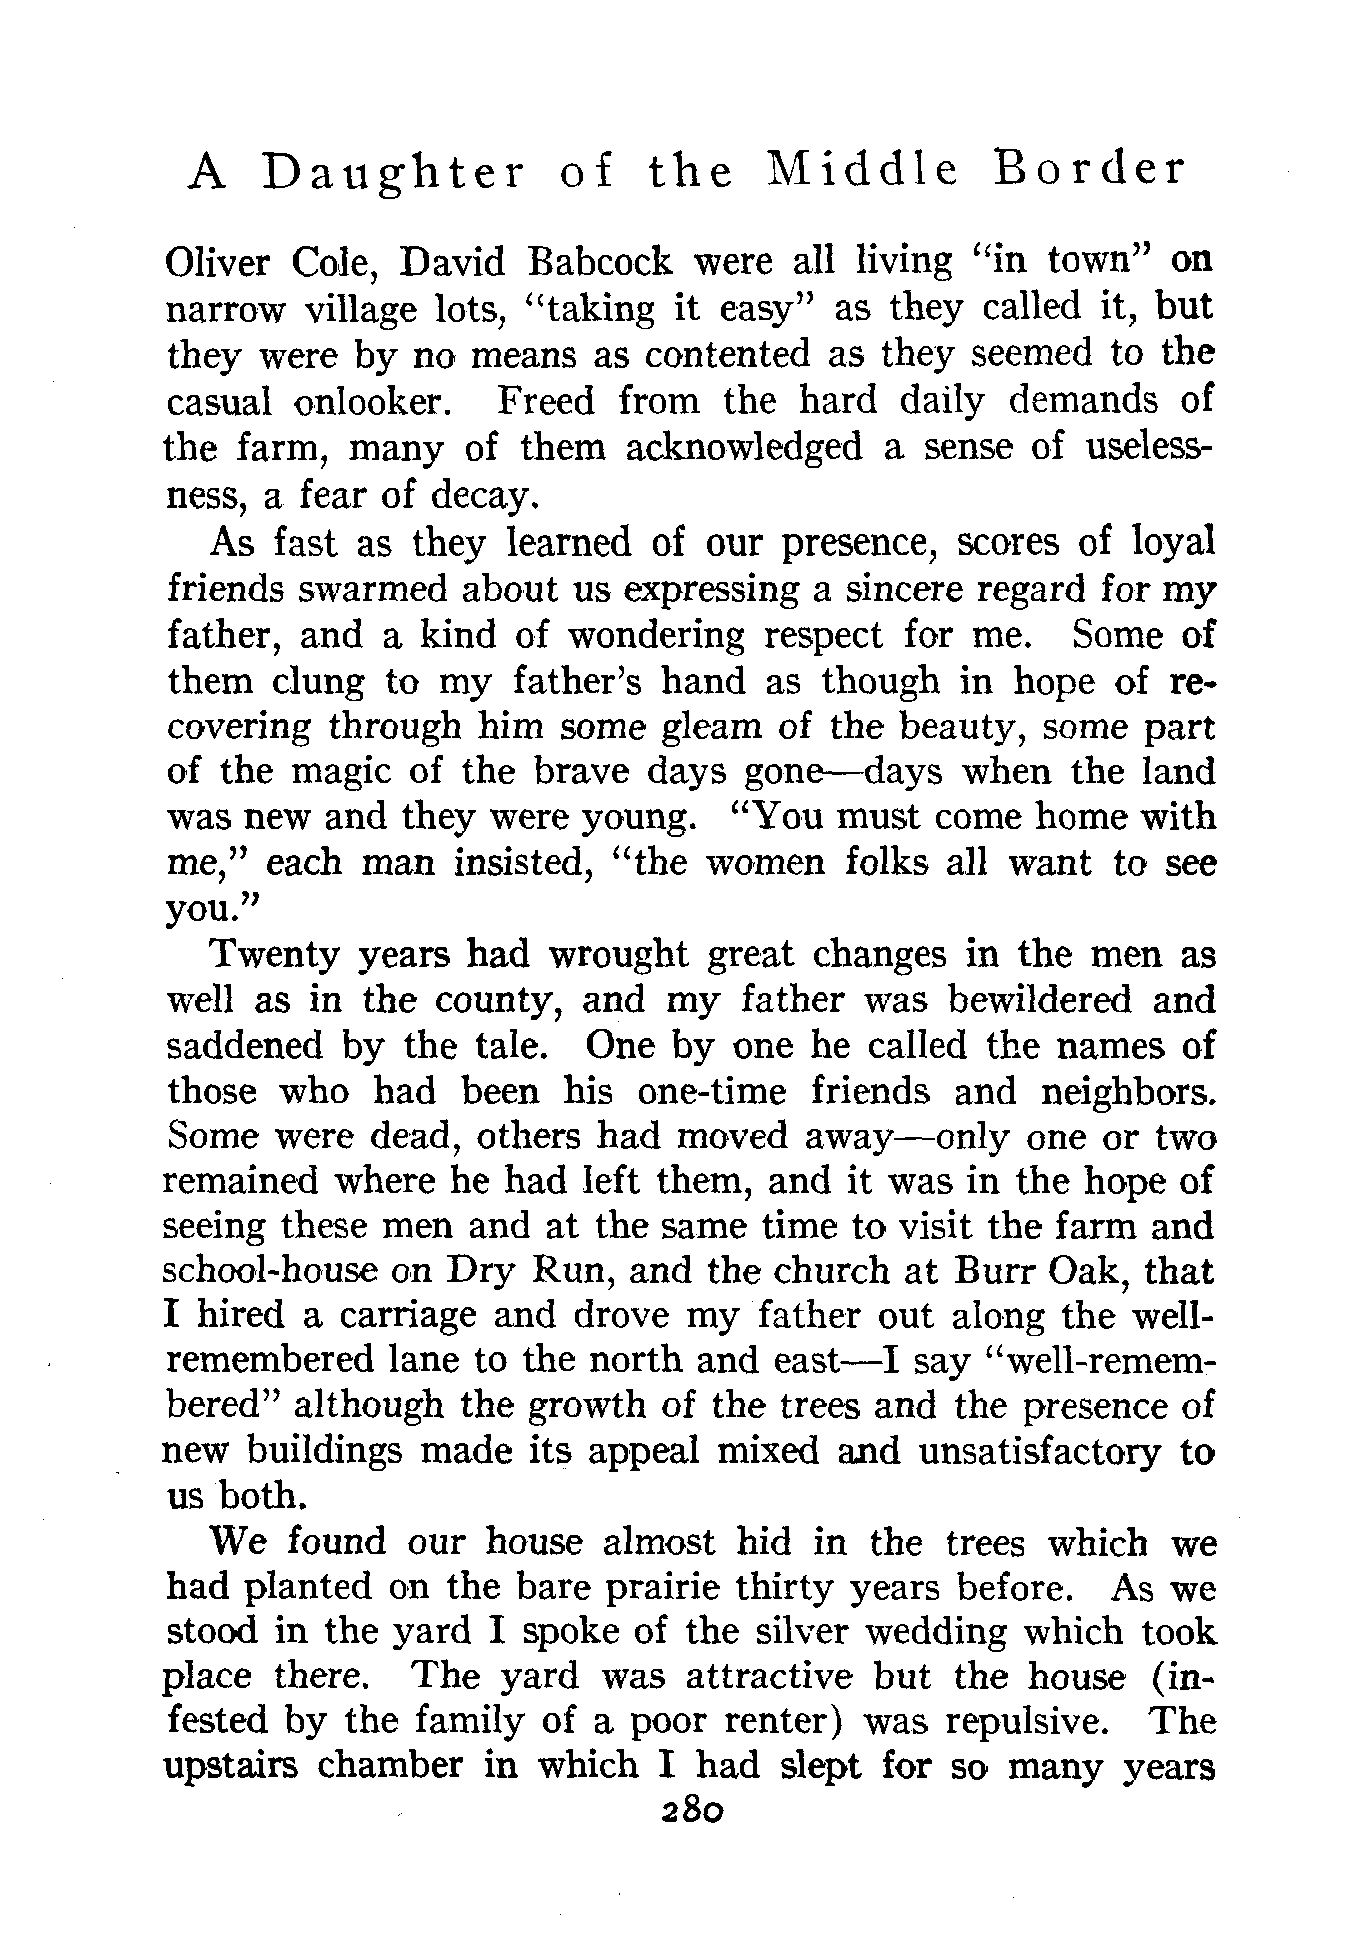 A Daughter of the Middle Border
Oliver Cole, David Babcock were all living “in town” on
narrow village lots, “taking it easy” as they called it, but
they were by no means as contented as they seemed to the
casual onlooker. Freed from the hard daily demands of
the farm, many of them acknowledged a sense of useless-
ness, a fear of decay.
As fast as they learned of our presence, scores of loyal
friends swarmed about us expressing a sincere regard for my
father, and a kind of wondering respect for me. Some of
them clung to my father’s hand as though in hope of re-
covering through him some gleam of the beauty, some part
of the magic of the brave days gone—days when the land
was new and they were young. “You must come home with
me,” each man insisted, “the women folks all want to see
you.”
Twenty years had wrought great changes in the men as
well as in the county, and my father was bewildered and
saddened by the tale. One by one he called the names of
those who had been his one-time friends and neighbors.
Some were dead, others had moved away—only one or two
remained where he had left them, and it was in the hope of
seeing these men and at the same time to visit the farm and
school-house on Dry Run, and the church at Burr Oak, that
I hired a carriage and drove my father out along the well-
remembered lane to the north and east—I say “well-remem-
bered” although the growth of the trees and the presence of
new buildings made its appeal mixed and unsatisfactory to
us both.
We found our house almost hid in the trees which we
had planted on the bare prairie thirty years before. As we
stood in the yard I spoke of the silver wedding which took
place there. The yard was attractive but the house (in-
fested by the family of a poor renter) was repulsive. The
upstairs chamber in which I had slept for so many years
280